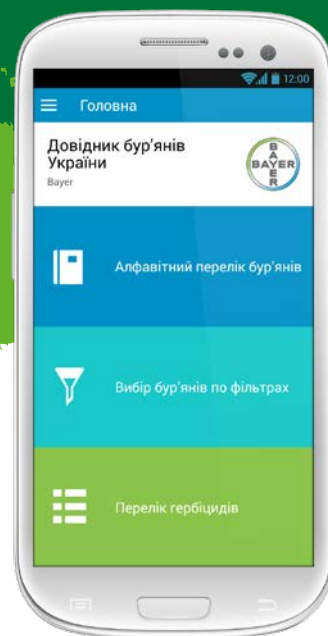 12:00
Головна
Довідник бур'янів
України
Bayer
BAYER
BAYER
Алфавітний перелік бур'янів
Вибір бур'янів по фільтрах
Перелік гербіцидів